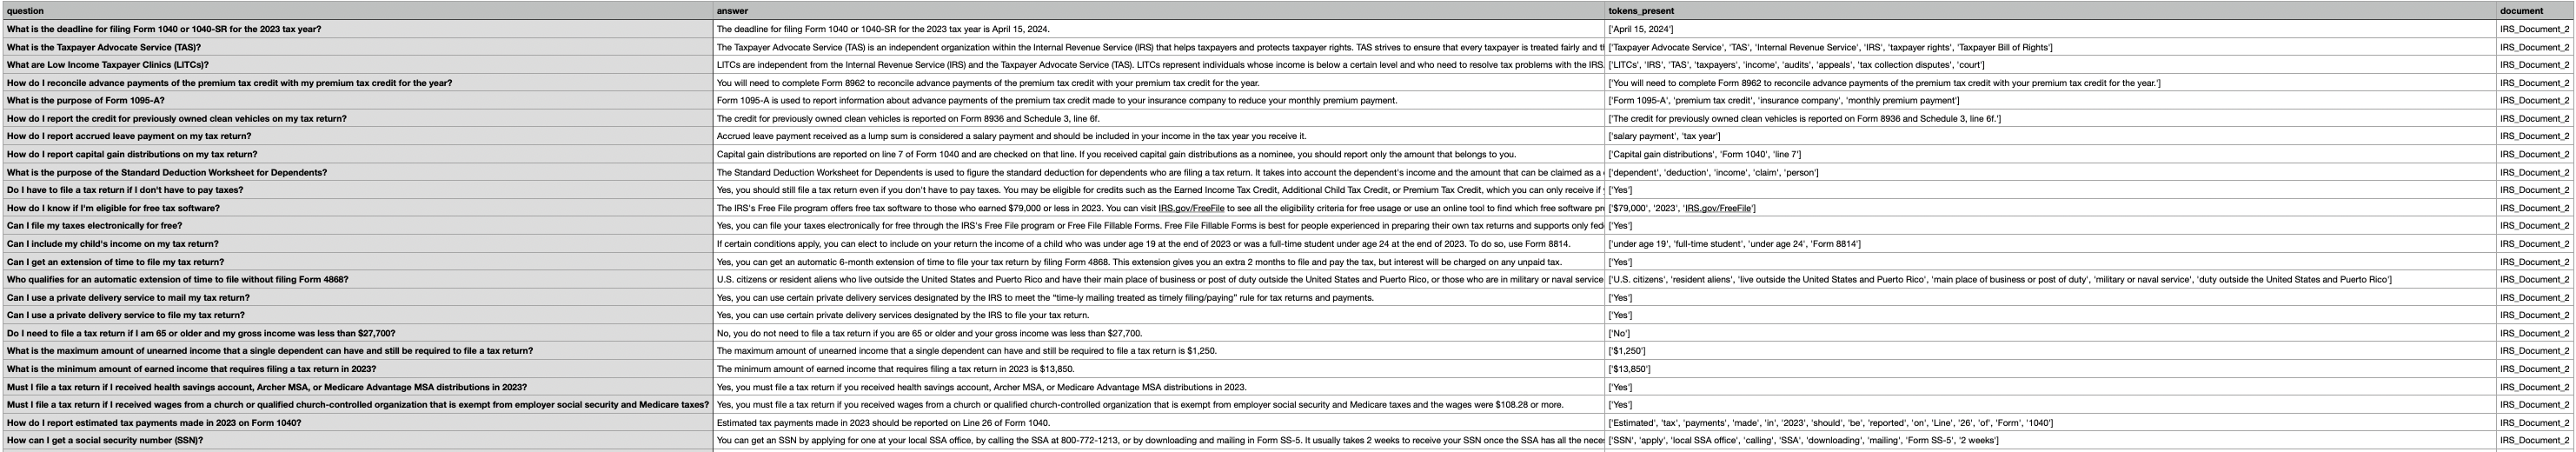 question answer tokens_present document
What is the deadline for filing Form 1040 or 1040-SR for the 2023 tax year? The deadline for filing Form 1040 or 1040-SR for the 2023 tax year is April 15, 2024. ['April 15, 2024'] IRS_Document_2
What is the Taxpayer Advocate Service (TAS)? The Taxpayer Advocate Service (TAS) is an independent organization within the Internal Revenue Service (IRS) that helps taxpayers and protects taxpayer rights. TAS strives to ensure that every taxpayer is treated fairly and th ['Taxpayer Advocate Service', 'TAS', 'Internal Revenue Service', 'IRS', 'taxpayer rights', 'Taxpayer Bill of Rights'] IRS_Document_2
What are Low Income Taxpayer Clinics (LITCs)? LITCs are independent from the Internal Revenue Service (IRS) and the Taxpayer Advocate Service (TAS). LITCs represent individuals whose income is below a certain level and who need to resolve tax problems with the IRS. ['LITCs', 'IRS', 'TAS', 'taxpayers', 'income', 'audits', 'appeals', 'tax collection disputes', 'court'] IRS_Document_2
How do I reconcile advance payments of the premium tax credit with my premium tax credit for the year? You will need to complete Form 8962 to reconcile advance payments of the premium tax credit with your premium tax credit for the year. ['You will need to complete Form 8962 to reconcile advance payments of the premium tax credit with your premium tax credit for the year.'] IRS_Document_2
What is the purpose of Form 1095-A? Form 1095-A is used to report information about advance payments of the premium tax credit made to your insurance company to reduce your monthly premium payment. ['Form 1095-A', 'premium tax credit', 'insurance company', 'monthly premium payment'] IRS_Document_2
How do I report the credit for previously owned clean vehicles on my tax return? The credit for previously owned clean vehicles is reported on Form 8936 and Schedule 3, line 6f. ['The credit for previously owned clean vehicles is reported on Form 8936 and Schedule 3, line 6f.'] IRS_Document_2
How do I report accrued leave payment on my tax return? Accrued leave payment received as a lump sum is considered a salary payment and should be included in your income in the tax year you receive it. ['salary payment', 'tax year'] IRS_Document_2
How do I report capital gain distributions on my tax return? Capital gain distributions are reported on line 7 of Form 1040 and are checked on that line. If you received capital gain distributions as a nominee, you should report only the amount that belongs to you. ['Capital gain distributions', 'Form 1040', 'line 7'] IRS_Document_2
What is the purpose of the Standard Deduction Worksheet for Dependents? The Standard Deduction Worksheet for Dependents is used to figure the standard deduction for dependents who are filing a tax return. It takes into account the dependent's income and the amount that can be claimed as a ['dependent', 'deduction', 'income', 'claim', 'person'] IRS_Document_2
Do I have to file a tax return if I don't have to pay taxes? Yes, you should still file a tax return even if you don't have to pay taxes. You may be eligible for credits such as the Earned Income Tax Credit, Additional Child Tax Credit, or Premium Tax Credit, which you can only receive if ['Yes'] IRS_Document_2
How do I know if I'm eligible for free tax software? The IRS's Free File program offers free tax software to those who earned $79,000 or less in 2023. You can visit IRS.gov/FreeFile to see all the eligibility criteria for free usage or use an online tool to find which free software pro ['$79,000', '2023', 'IRS.gov/FreeFile'] IRS_Document_2
Can I file my taxes electronically for free? Yes, you can file your taxes electronically for free through the IRS's Free File program or Free File Fillable Forms. Free File Fillable Forms is best for people experienced in preparing their own tax returns and supports only fed ['Yes'] IRS_Document_2
Can I include my child's income on my tax return? If certain conditions apply, you can elect to include on your return the income of a child who was under age 19 at the end of 2023 or was a full-time student under age 24 at the end of 2023. To do so, use Form 8814. ['under age 19', 'full-time student', 'under age 24', 'Form 8814'] IRS_Document_2
Can I get an extension of time to file my tax return? Yes, you can get an automatic 6-month extension of time to file your tax return by filing Form 4868. This extension gives you an extra 2 months to file and pay the tax, but interest will be charged on any unpaid tax. ['Yes'] IRS_Document_2
Who qualifies for an automatic extension of time to file without filing Form 4868? U.S. citizens or resident aliens who live outside the United States and Puerto Rico and have their main place of business or post of duty outside the United States and Puerto Rico, or those who are in military or naval service ['U.S. citizens', 'resident aliens', 'live outside the United States and Puerto Rico', 'main place of business or post of duty', 'military or naval service', 'duty outside the United States and Puerto Rico'] IRS_Document_2
Can I use a private delivery service to mail my tax return? Yes, you can use certain private delivery services designated by the IRS to meet the “time-ly mailing treated as timely filing/paying” rule for tax returns and payments. ['Yes'] IRS_Document_2
Can I use a private delivery service to file my tax return? Yes, you can use certain private delivery services designated by the IRS to file your tax return. ['Yes'] IRS_Document_2
Do I need to file a tax return if I am 65 or older and my gross income was less than $27,700? No, you do not need to file a tax return if you are 65 or older and your gross income was less than $27,700. ['No'] IRS_Document_2
What is the maximum amount of unearned income that a single dependent can have and still be required to file a tax return? The maximum amount of unearned income that a single dependent can have and still be required to file a tax return is $1,250. ['$1,250'] IRS_Document_2
What is the minimum amount of earned income that requires filing a tax return in 2023? The minimum amount of earned income that requires filing a tax return in 2023 is $13,850. ['$13,850'] IRS_Document_2
Must I file a tax return if I received health savings account, Archer MSA, or Medicare Advantage MSA distributions in 2023? Yes, you must file a tax return if you received health savings account, Archer MSA, or Medicare Advantage MSA distributions in 2023. ['Yes'] IRS_Document_2
Must I file a tax return if I received wages from a church or qualified church-controlled organization that is exempt from employer social security and Medicare taxes? Yes, you must file a tax return if you received wages from a church or qualified church-controlled organization that is exempt from employer social security and Medicare taxes and the wages were $108.28 or more. ['Yes'] IRS_Document_2
How do I report estimated tax payments made in 2023 on Form 1040? Estimated tax payments made in 2023 should be reported on Line 26 of Form 1040. ['Estimated', 'tax', 'payments', 'made', 'in', '2023', 'should', 'be', 'reported', 'on', 'Line', '26', 'of', 'Form', '1040'] IRS_Document_2
How can I get a social security number (SSN)? You can get an SSN by applying for one at your local SSA office, by calling the SSA at 800-772-1213, or by downloading and mailing in Form SS-5. It usually takes 2 weeks to receive your SSN once the SSA has all the neces ['SSN', 'apply', 'local SSA office', 'calling', 'SSA', 'downloading', 'mailing', 'Form SS-5', '2 weeks'] IRS_Document_2